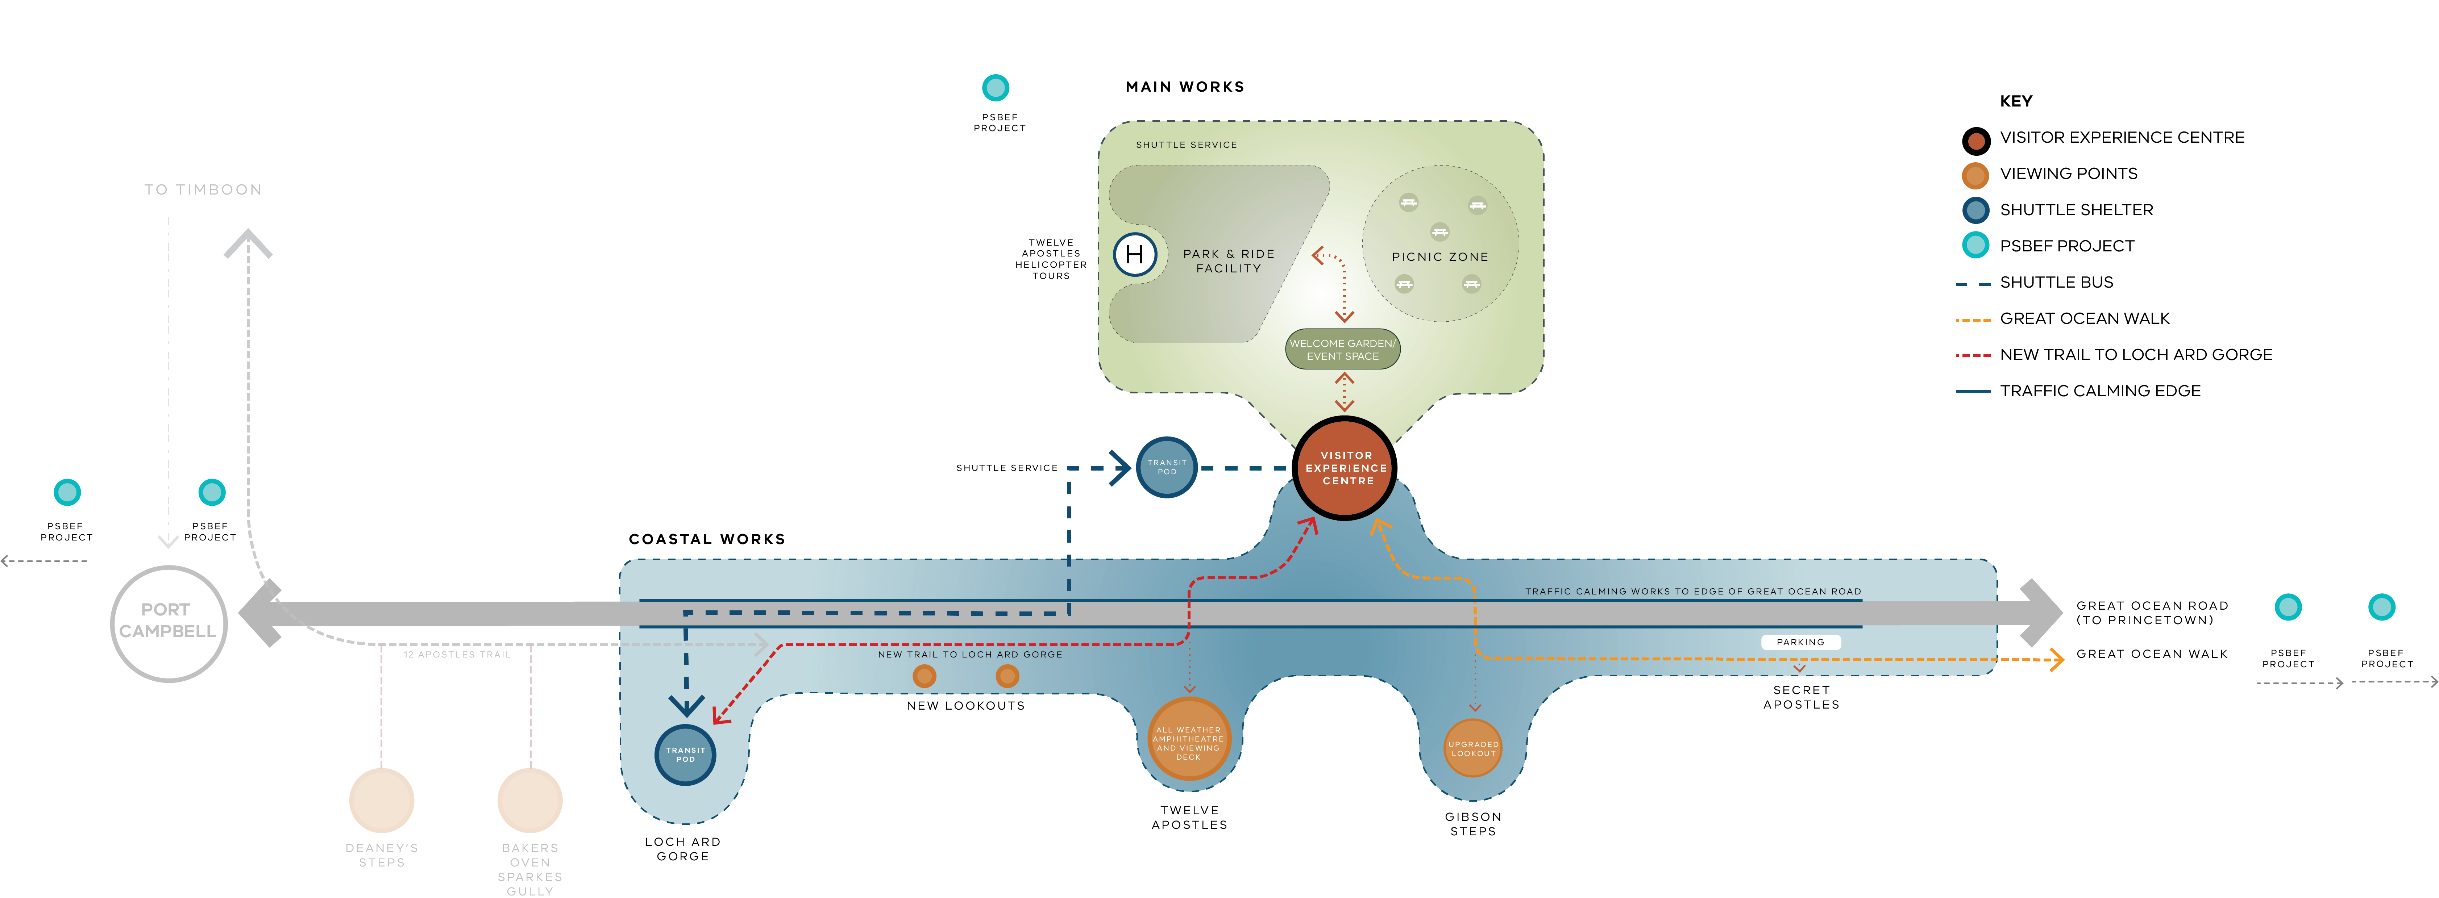 MAIN WORKS
PSBEF
PROJECT
SHUTTLE SERVICE
TWELVE
APOSTLES
HELICOPTER
TOURS
H
PARK & RIDE
FACILITY
PICNIC ZONE
WELCOME GARDEN/
EVENT SPACE
KEY
VISITOR EXPERIENCE CENTRE
VIEWING POINTS
SHUTTLE SHELTER
PSBEF PROJECT
SHUTTLE BUS
GREAT OCEAN WALK
NEW TRAIL TO LOCH ARD GORGE
TRAFFIC CALMING EDGE
TO TIMBOON
PSBEF
PROJECT
PSBEF
PROJECT
PORT
CAMPBELL
SHUTTLE SERVICE
TRANSIT
POD
VISITOR
EXPERIENCE
CENTRE
COASTAL WORKS
TRAFFIC CALMING WORKS TO EDGE OF GREAT OCEAN ROAD
PARKING
GREAT OCEAN ROAD
(TO PRINCETOWN)
GREAT OCEAN WALK
PSBEF
PROJECT
PSBEF
PROJECT
12 APOSTLES TRAIL
NEW TRAIL TO LOCH ARD GORGE
NEW LOOKOUTS
SECRET
APOSTLES
TRANSIT
POD
ALL WEATHER
AMPHITHEATRE
AND VIEWING
DECK
UPGRADED
LOOKOUT
TWELVE
APOSTLES
GIBSON
STEPS
LOCH ARD
GORGE
DEANEY'S
STEPS
BAKERS
OVEN
SPARKES
GULLY